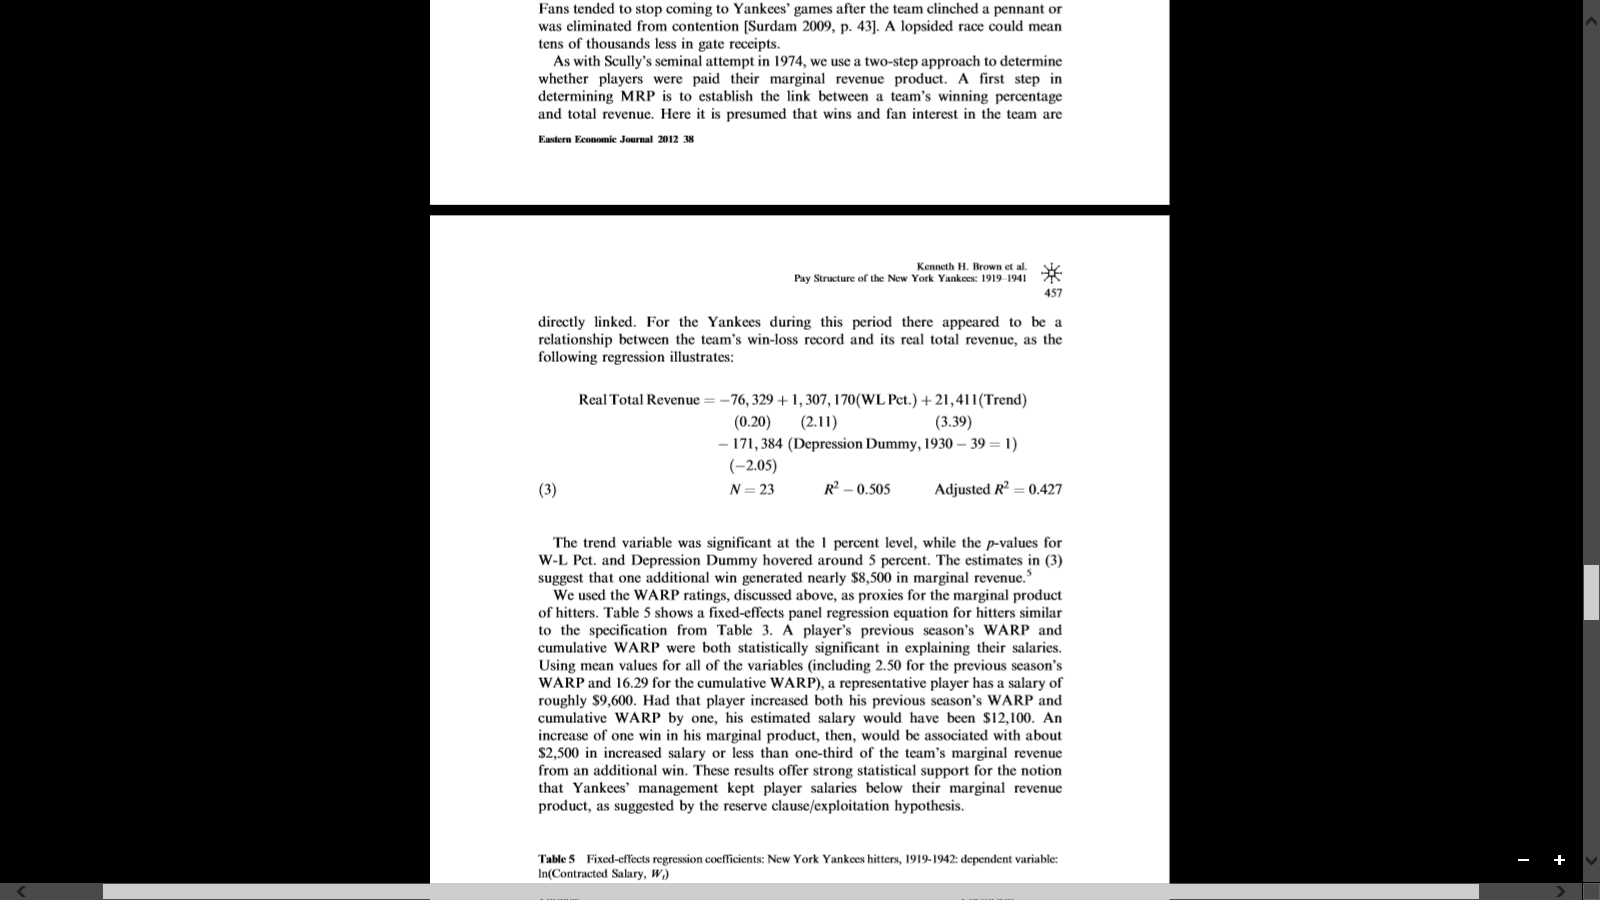 Fans tended to stop coming to Yankees' games after the team clinched a pennant or
was eliminated from contention [Surdam 2009, p. 43]. A lopsided race could mean
tens of thousands less in gate receipts.
As with Scully's seminal attempt in 1974, we use a two-step approach to determine
whether players were paid their marginal revenue product. A first step in
determining MRP is to establish the link between a team's winning percentage
and total revenue. Here it is presumed that wins and fan interest in the team are
Eastern Economic Journal 2012 38
Kenneth H. Brown et al.
Pay Structure of the New York Yankees: 1919–1941
457
directly linked. For the Yankees during this period there appeared to be a
relationship between the team's win-loss record and its real total revenue, as the
following regression illustrates:
Real Total Revenue = −76, 329 + 1, 307, 170(WL Pct.) + 21, 411(Trend)
(0.20) (2.11) (3.39)
− 171, 384 (Depression Dummy, 1930 − 39 = 1)
(−2.05)
(3) N = 23 R² − 0.505 Adjusted R² = 0.427
The trend variable was significant at the 1 percent level, while the p-values for
W-L Pct. and Depression Dummy hovered around 5 percent. The estimates in (3)
suggest that one additional win generated nearly $8,500 in marginal revenue.⁵
We used the WARP ratings, discussed above, as proxies for the marginal product
of hitters. Table 5 shows a fixed-effects panel regression equation for hitters similar
to the specification from Table 3. A player's previous season's WARP and
cumulative WARP were both statistically significant in explaining their salaries.
Using mean values for all of the variables (including 2.50 for the previous season's
WARP and 16.29 for the cumulative WARP), a representative player has a salary of
roughly $9,600. Had that player increased both his previous season's WARP and
cumulative WARP by one, his estimated salary would have been $12,100. An
increase of one win in his marginal product, then, would be associated with about
$2,500 in increased salary or less than one-third of the team's marginal revenue
from an additional win. These results offer strong statistical support for the notion
that Yankees' management kept player salaries below their marginal revenue
product, as suggested by the reserve clause/exploitation hypothesis.
Table 5 Fixed-effects regression coefficients: New York Yankees hitters, 1919-1942: dependent variable:
ln(Contracted Salary, Wₜ)